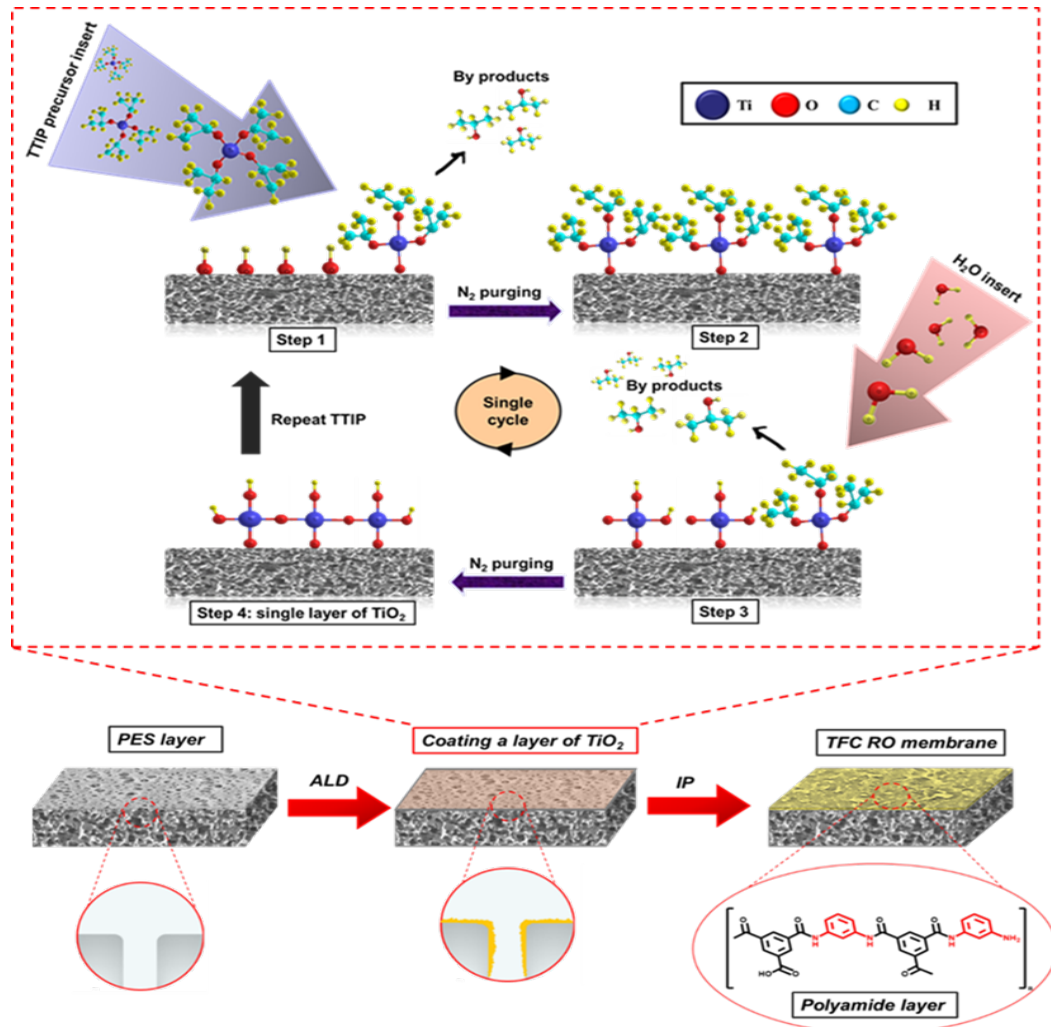 TTIP precursor insert
By products
Ti O C H
N2 purging
Step 1
Step 2
H2O insert
Repeat TTIP
Single
cycle
By products
N2 purging
Step 4: single layer of TiO2
Step 3
PES layer
Coating a layer of TiO2
TFC RO membrane
ALD
IP
O O O O
N
H
N
H
N
H
NH2
HO O
O
n
Polyamide layer